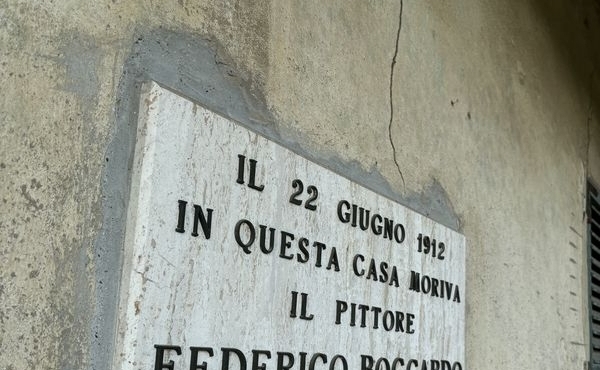 IL 22 GIUGNO 1912
IN QUESTA CASA MORIVA
IL PITTORE
FEDERICO BOCCARDO